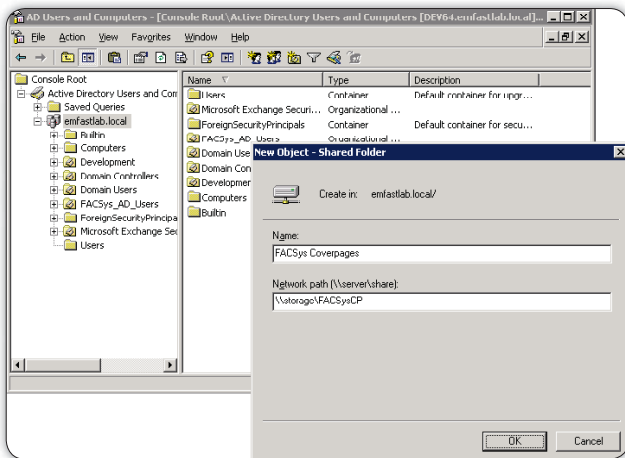 AD Users and Computers - [Console Root\Active Directory Users and Computers [DEV64.emfastlab.local]...
File Action View Favorites Window Help
Console Root
Active Directory Users and Com
Saved Queries
emfastlab.local
Builtin
Computers
Development
Domain Controllers
Domain Users
FACSys_AD_Users
ForeignSecurityPrincipa
Microsoft Exchange Sec
Users
Name Type Description
Users Container Default container for upgr...
Microsoft Exchange Securi... Organizational ...
ForeignSecurityPrincipals Container Default container for secu...
FACSys_AD_Users Organizational ...
Domain Use
Domain Con
Developmer
Computers
Builtin
New Object - Shared Folder
Create in: emfastlab.local/
Name:
FACSys Coverpages
Network path (\\server\share):
\\storage\FACSysCP
OK Cancel